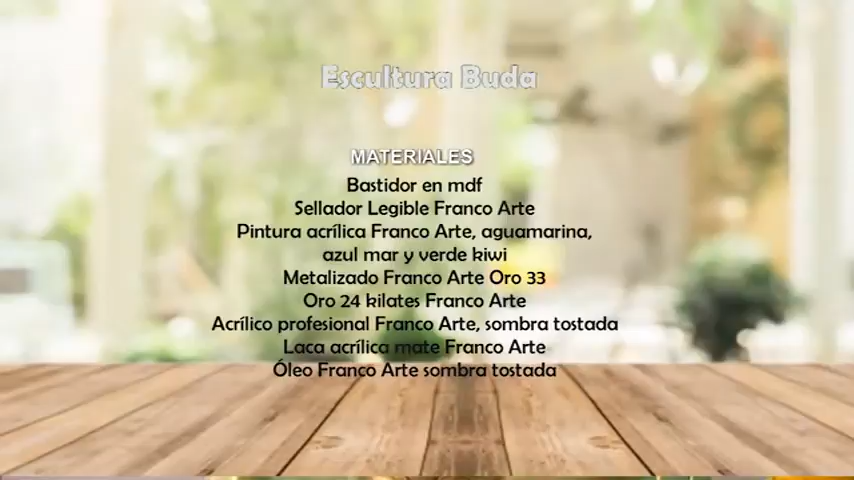 Escultura Buda
MATERIALES
Bastidor en mdf
Sellador Legible Franco Arte
Pintura acrílica Franco Arte, aguamarina,
azul mar y verde kiwi
Metalizado Franco Arte Oro 33
Oro 24 kilates Franco Arte
Acrílico profesional Franco Arte, sombra tostada
Laca acrílica mate Franco Arte
Óleo Franco Arte sombra tostada